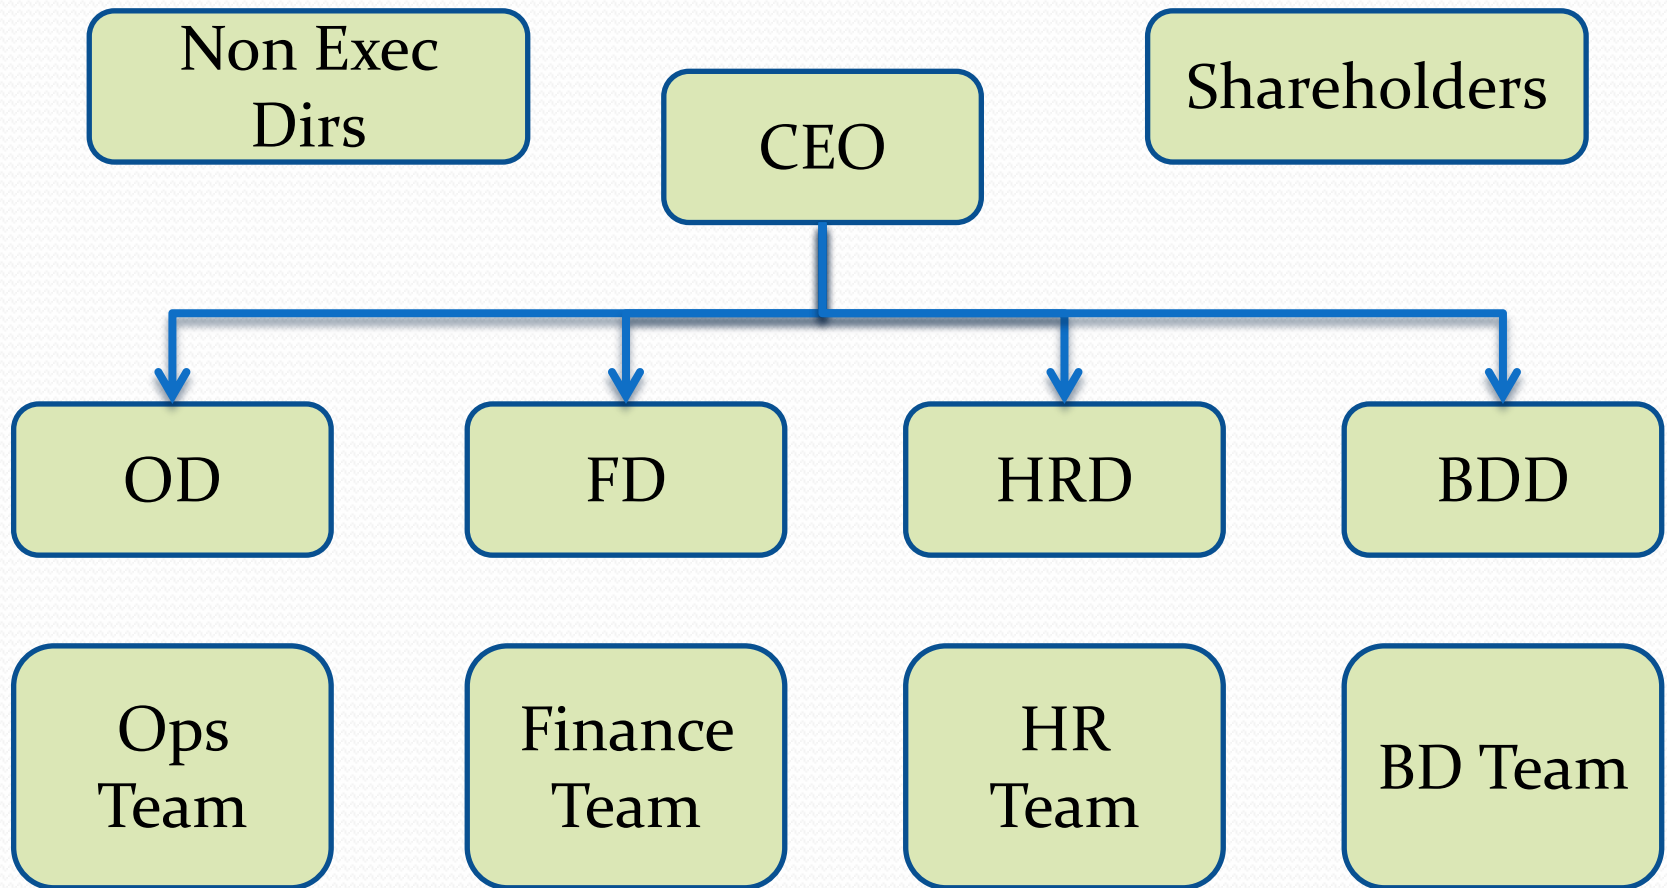 Non Exec
Dirs
CEO
Shareholders
OD
FD
HRD
BDD
Ops
Team
Finance
Team
HR
Team
BD Team